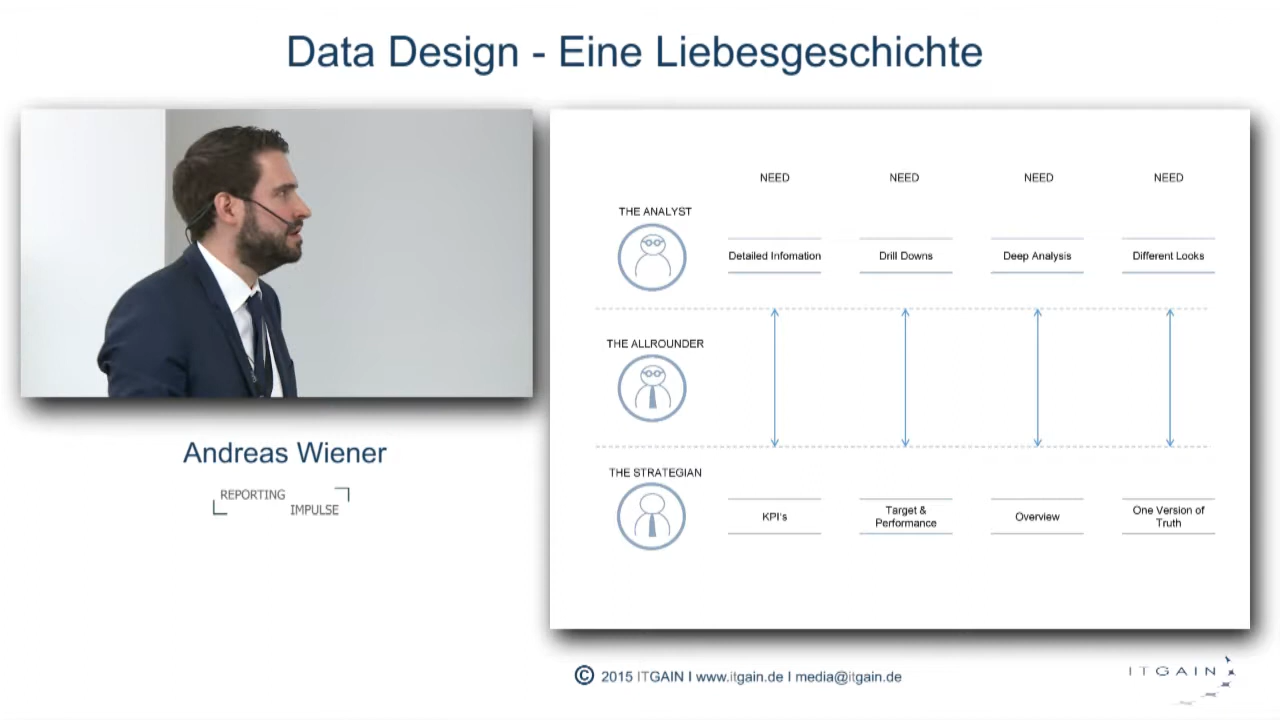 Data Design - Eine Liebesgeschichte
NEED NEED NEED NEED
THE ANALYST
Detailed Infomation Drill Downs Deep Analysis Different Looks
THE ALLROUNDER
THE STRATEGIAN
KPI's Target & Performance Overview One Version of Truth
Andreas Wiener
REPORTING
IMPULSE
© 2015 ITGAIN I www.itgain.de I media@itgain.de
ITGAIN